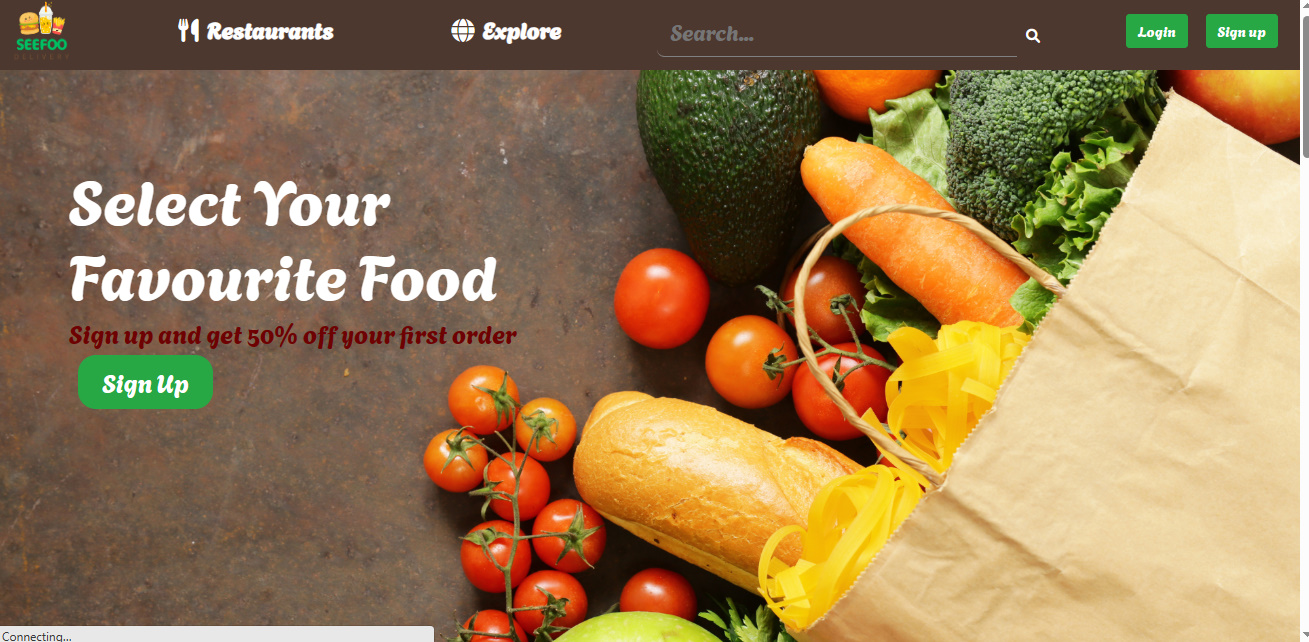 SEEFOO
DELIVERY
Restaurants
Explore
Search...
Login
Sign up
Select Your
Favourite Food
Sign up and get 50% off your first order
Sign Up
Connecting...